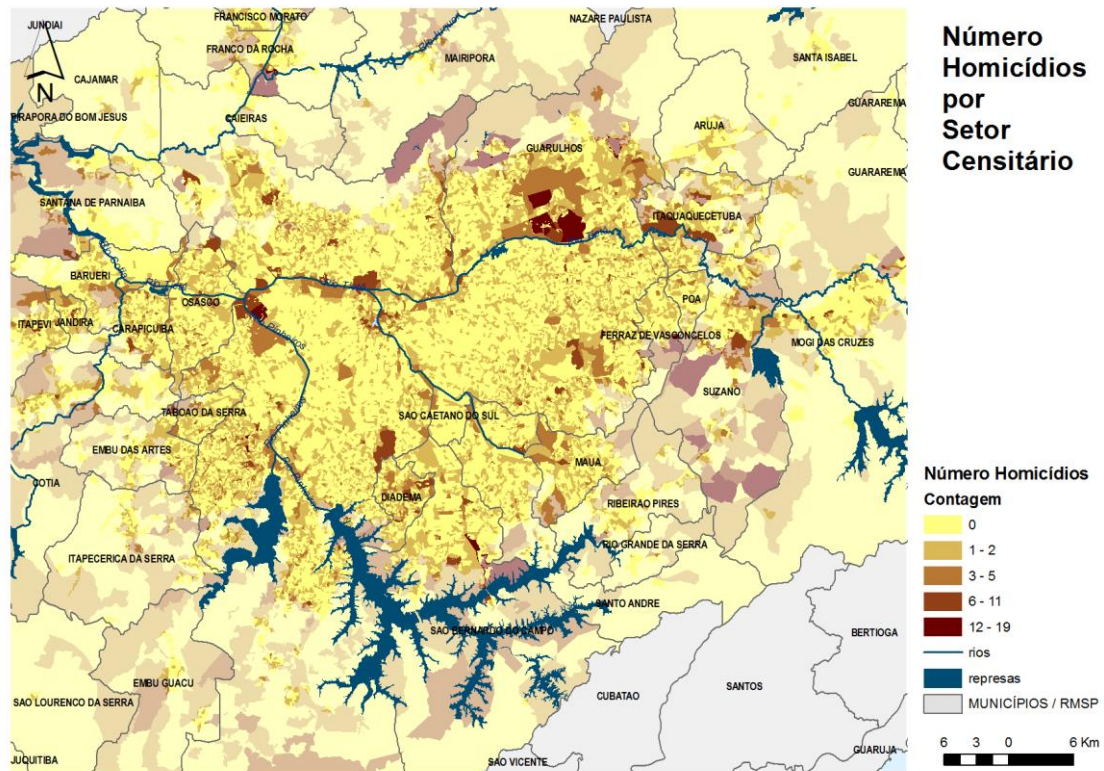 JUNDIAI
FRANCISCO MORATO
NAZARE PAULISTA
FRANCO DA ROCHA
MAIRIPORA
SANTA ISABEL
CAJAMAR
N
GUARAREMA
PIRAPORA DO BOM JESUS
CAIEIRAS
ARUJA
GUARULHOS
GUARAREMA
SANTANA DE PARNAIBA
ITAQUAQUECETUBA
BARUERI
OSASCO
POA
ITAPEVI
JANDIRA
CARAPICUIBA
FERRAZ DE VASCONCELOS
MOGI DAS CRUZES
SUZANO
TABOAO DA SERRA
SAO CAETANO DO SUL
EMBU DAS ARTES
MAUA
COTIA
DIADEMA
RIBEIRAO PIRES
RIO GRANDE DA SERRA
ITAPECERICA DA SERRA
SANTO ANDRE
SAO BERNARDO DO CAMPO
BERTIOGA
EMBU GUACU
SANTOS
CUBATAO
SAO LOURENCO DA SERRA
GUARUJA
JUQUITIBA
SAO VICENTE
Número
Homicídios
por
Setor
Censitário
Número Homicídios
Contagem
0
1 - 2
3 - 5
6 - 11
12 - 19
rios
represas
MUNICÍPIOS / RMSP
6 3 0 6 Km